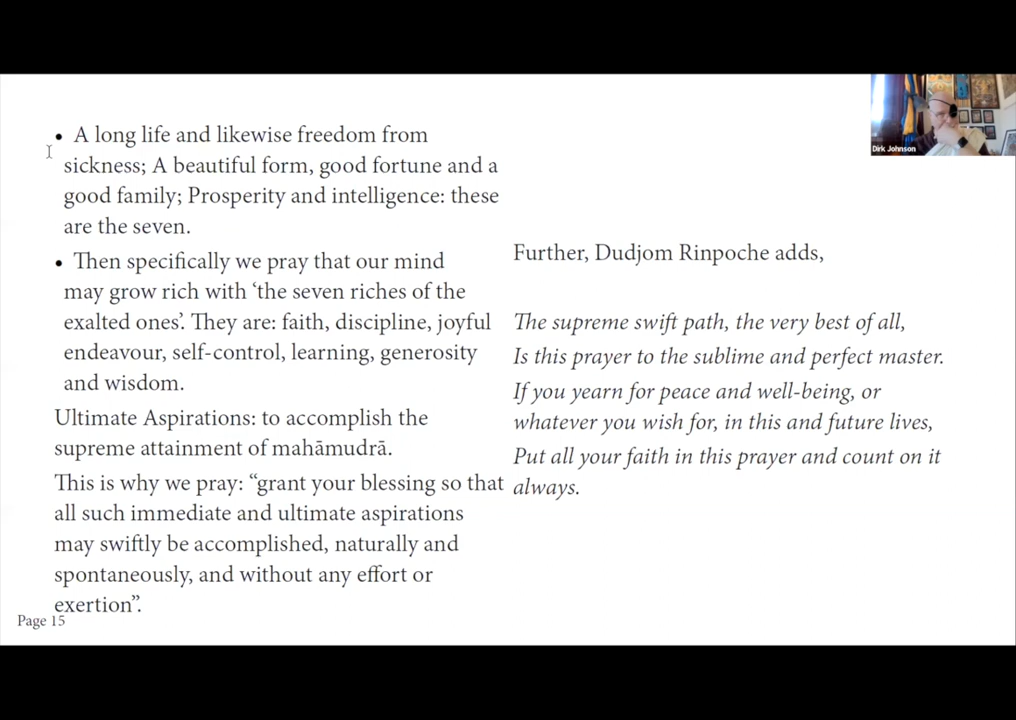 • A long life and likewise freedom from
sickness; A beautiful form, good fortune and a
good family; Prosperity and intelligence: these
are the seven.
• Then specifically we pray that our mind
may grow rich with ‘the seven riches of the
exalted ones’. They are: faith, discipline, joyful
endeavour, self-control, learning, generosity
and wisdom.
Ultimate Aspirations: to accomplish the
supreme attainment of mahāmudrā.
This is why we pray: “grant your blessing so that
all such immediate and ultimate aspirations
may swiftly be accomplished, naturally and
spontaneously, and without any effort or
exertion”.
Page 15
Further, Dudjom Rinpoche adds,
The supreme swift path, the very best of all,
Is this prayer to the sublime and perfect master.
If you yearn for peace and well-being, or
whatever you wish for, in this and future lives,
Put all your faith in this prayer and count on it
always.
Dirk Johnson